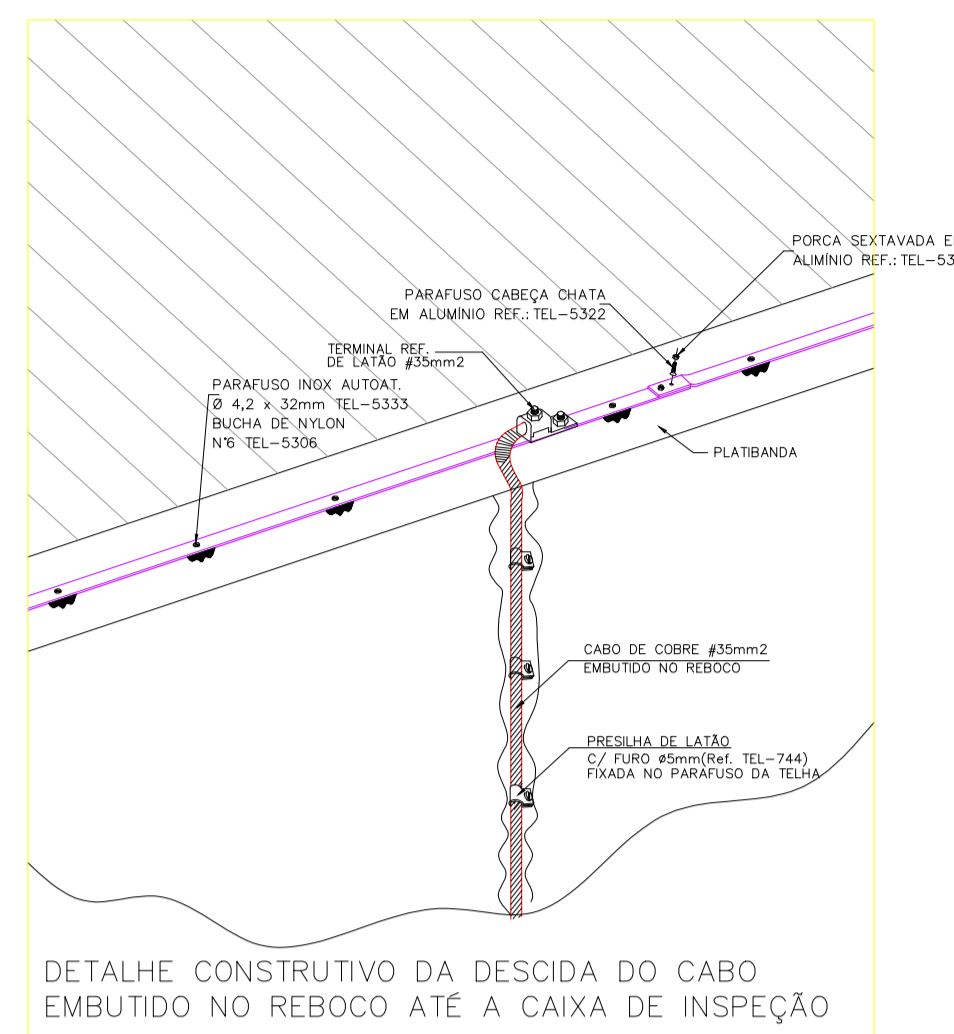 PORCA SEXTAVADA
ALIMÍNIO REF.: TEL-53
PARAFUSO CABEÇA CHATA
EM ALUMÍNIO REF.: TEL-5322
TERMINAL REF.
DE LATÃO #35mm2
PARAFUSO INOX AUTOAT.
Ø 4,2 x 32mm TEL-5333
BUCHA DE NYLON
N°6 TEL-5306
PLATIBANDA
CABO DE COBRE #35mm2
EMBUTIDO NO REBOCO
PRESILHA DE LATÃO
C/ FURO ø5mm(Ref. TEL-744)
FIXADA NO PARAFUSO DA TELHA
DETALHE CONSTRUTIVO DA DESCIDA DO CABO
EMBUTIDO NO REBOCO ATÉ A CAIXA DE INSPEÇÃO